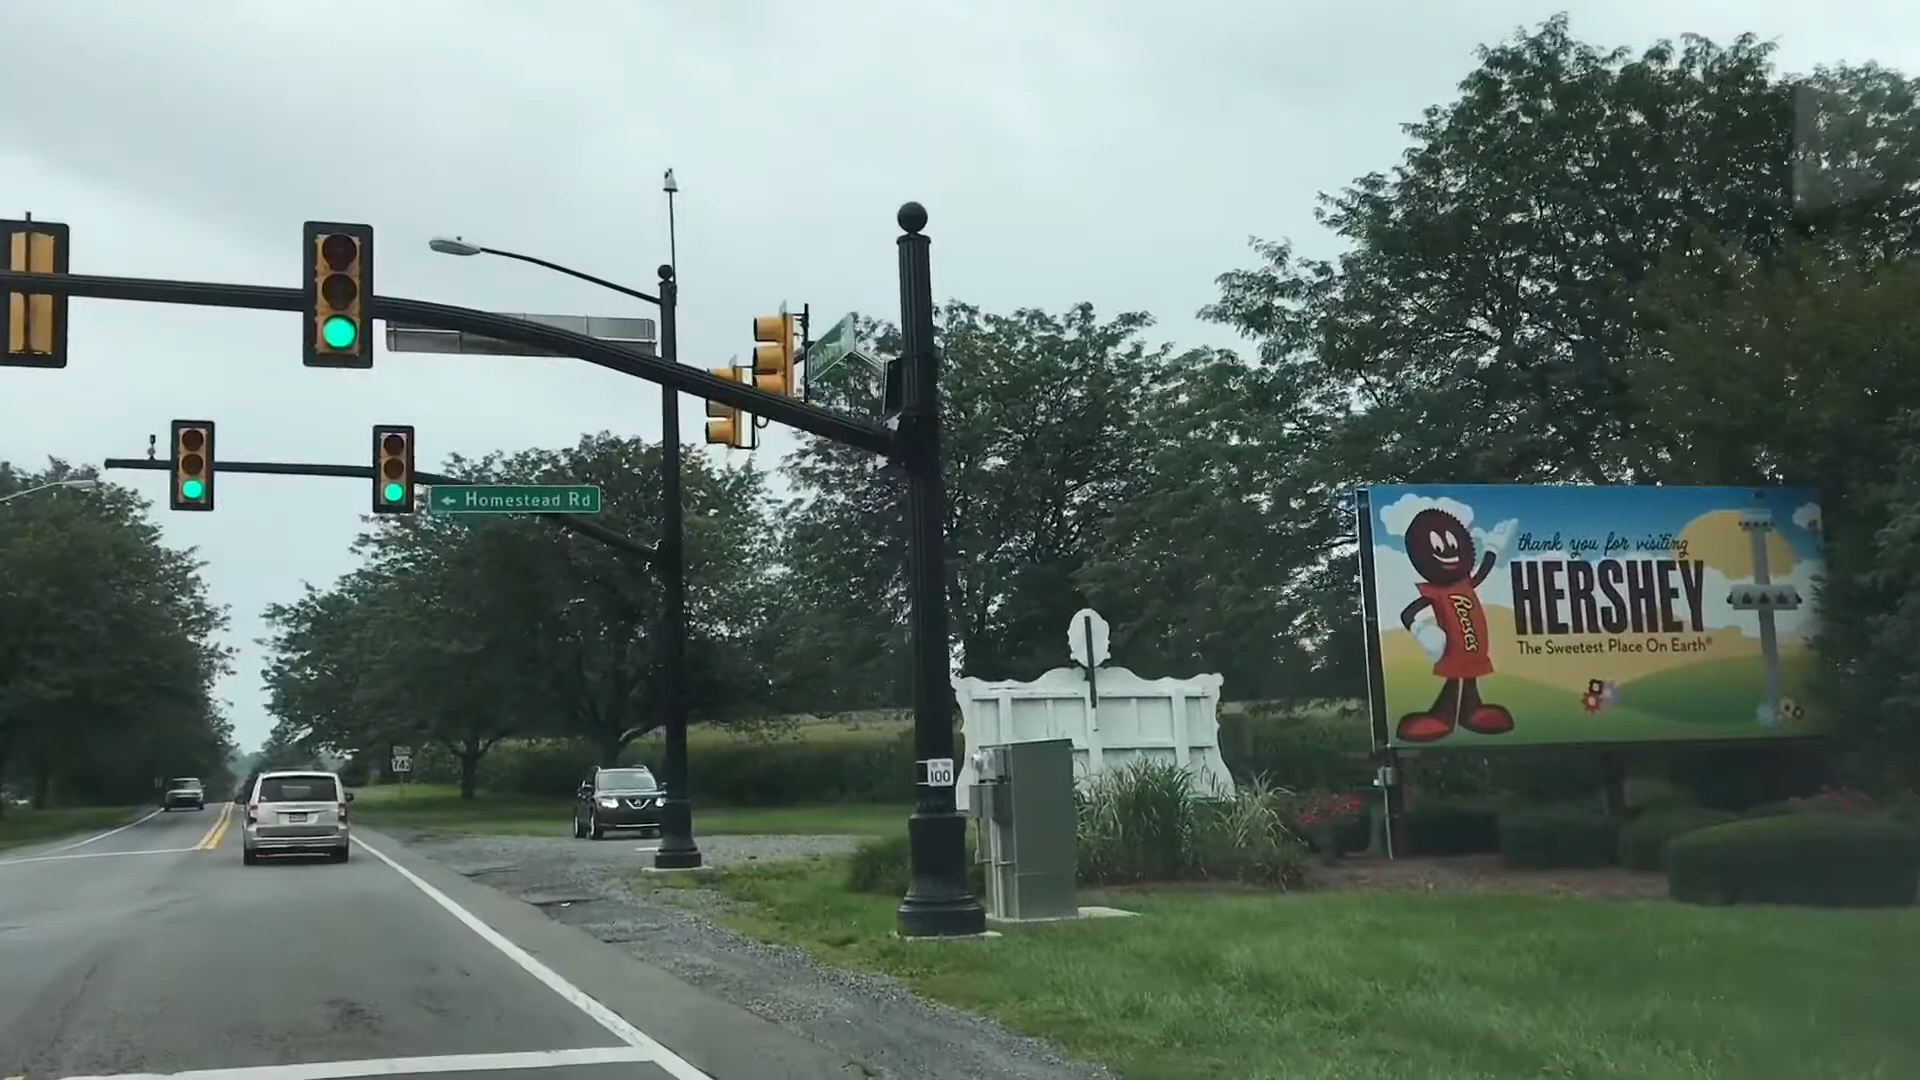 ← Homestead Rd
thank you for visiting
HERSHEY
The Sweetest Place On Earth®
Reese's
743
100